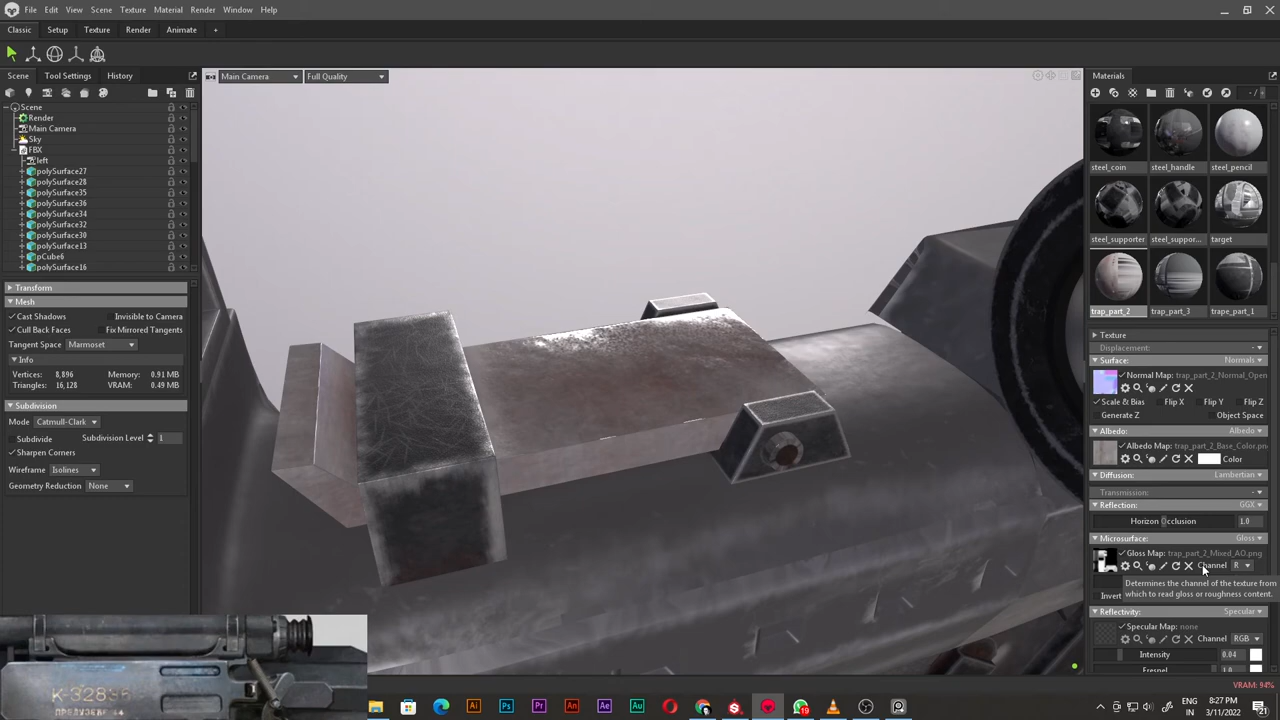 File Edit View Scene Texture Material Render Window Help
Classic Setup Texture Render Animate +
Scene Tool Settings History
Main Camera Full Quality
Materials
Scene
Render
Main Camera
Sky
FBX
left
polySurface27
polySurface28
polySurface35
polySurface36
polySurface34
polySurface32
polySurface30
polySurface13
pCube6
polySurface16
Transform
Mesh
Cast Shadows Invisible to Camera
Cull Back Faces Fix Mirrored Tangents
Tangent Space Marmoset
Info
Vertices: 8,896 Memory: 0.91 MB
Triangles: 16,128 VRAM: 0.49 MB
Subdivision
Mode Catmull-Clark
Subdivide Subdivision Level 1
Sharpen Corners
Wireframe Isolines
Geometry Reduction None
steel_coin steel_handle steel_pencil
steel_supporter steel_suppor... target
trap_part_2 trap_part_3 trape_part_1
Texture
Displacement:
Surface: Normals
Normal Map: trap_part_2_Normal_Open
Scale & Bias Flip X Flip Y Flip Z
Generate Z Object Space
Albedo: Albedo
Albedo Map: trap_part_2_Base_Color.pn
Color
Diffusion: Lambertian
Transmission:
Reflection: GGX
Horizon Occlusion 1.0
Microsurface: Gloss
Gloss Map: trap_part_2_Mixed_AO.png
Channel R
Determines the channel of the texture from
which to read gloss or roughness content.
Invert
Reflectivity: Specular
Specular Map: none
Channel RGB
Intensity 0.04
Fresnel 1.0
VRAM: 94%
К-32836
19
ENG
IN
8:27 PM
3/11/2022